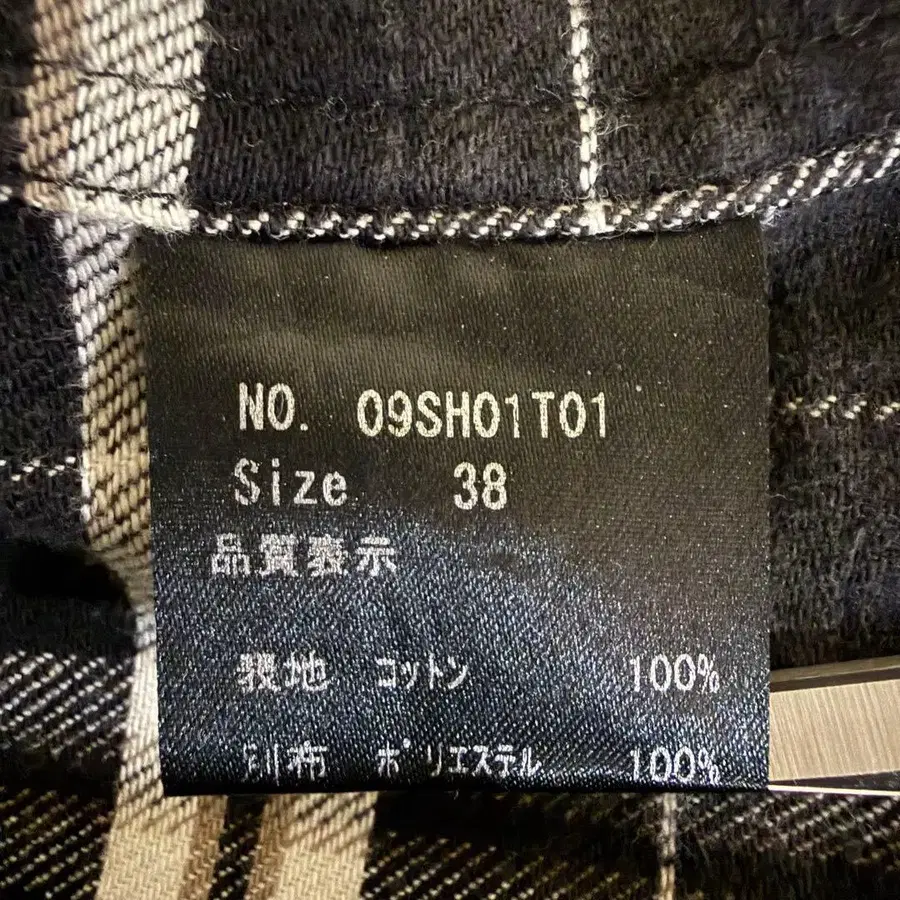 NO. 09SH01T01
Size 38
品質表示
表地 コットン 100%
別布 ポリエステル 100%